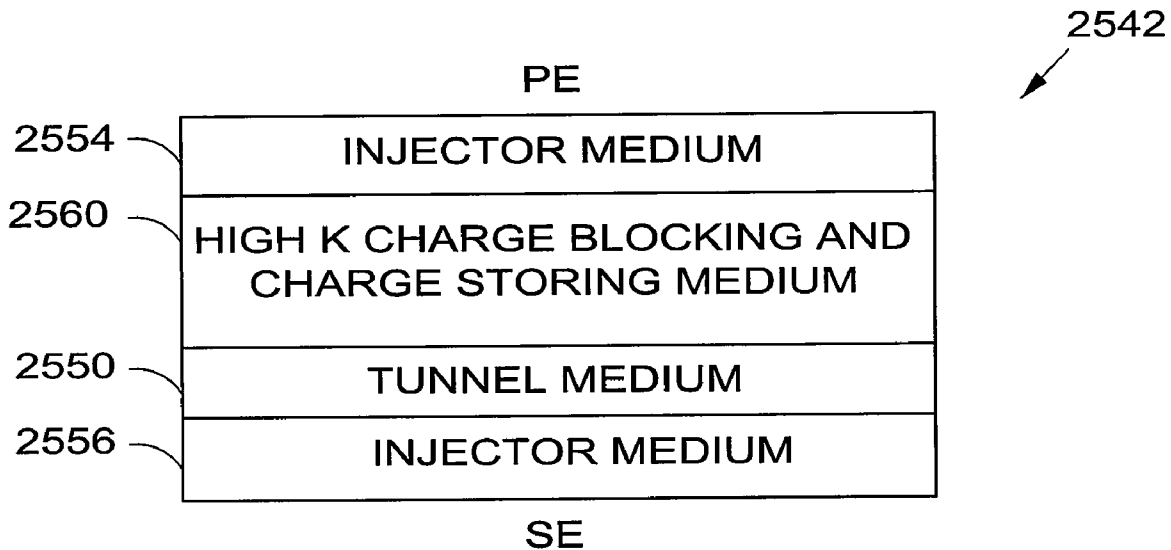 2542
PE
2554
INJECTOR MEDIUM
2560
HIGH K CHARGE BLOCKING AND
CHARGE STORING MEDIUM
2550
TUNNEL MEDIUM
2556
INJECTOR MEDIUM
SE